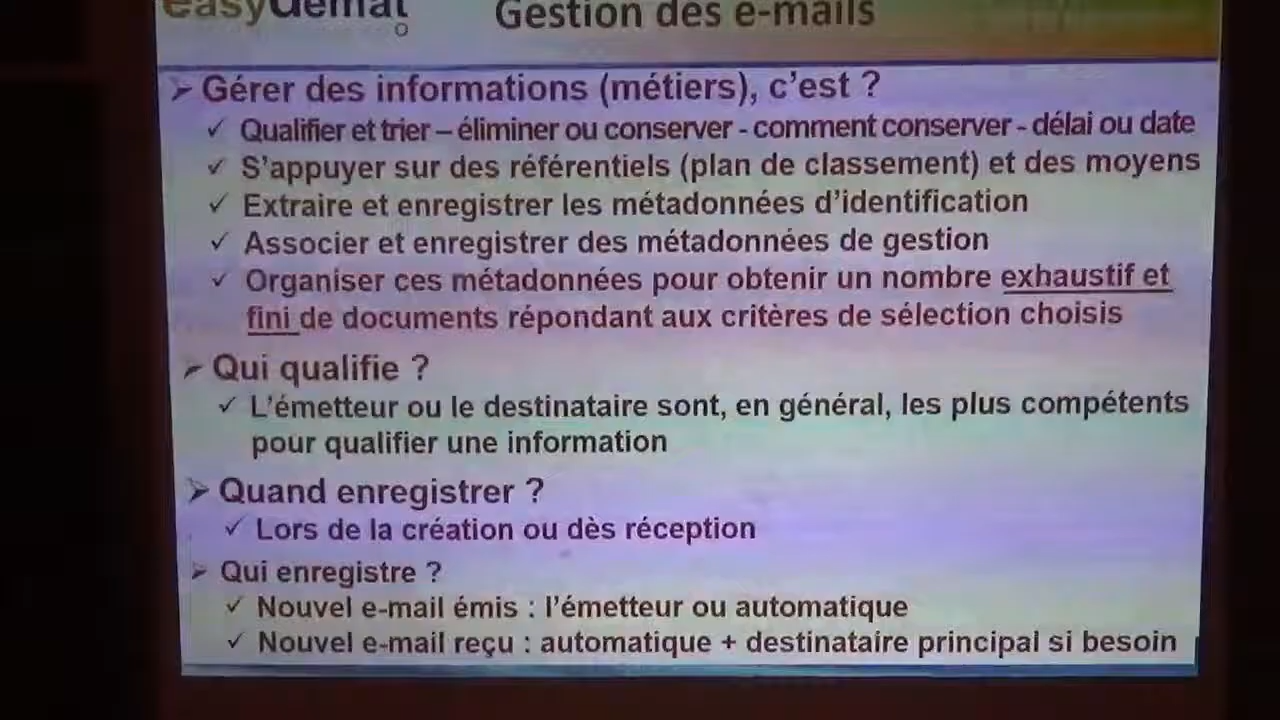 easydemat
Gestion des e-mails
➢ Gérer des informations (métiers), c’est ?
✓ Qualifier et trier – éliminer ou conserver - comment conserver - délai ou date
✓ S’appuyer sur des référentiels (plan de classement) et des moyens
✓ Extraire et enregistrer les métadonnées d’identification
✓ Associer et enregistrer des métadonnées de gestion
✓ Organiser ces métadonnées pour obtenir un nombre exhaustif et
fini de documents répondant aux critères de sélection choisis
➢ Qui qualifie ?
✓ L’émetteur ou le destinataire sont, en général, les plus compétents
pour qualifier une information
➢ Quand enregistrer ?
✓ Lors de la création ou dès réception
➢ Qui enregistre ?
✓ Nouvel e-mail émis : l’émetteur ou automatique
✓ Nouvel e-mail reçu : automatique + destinataire principal si besoin